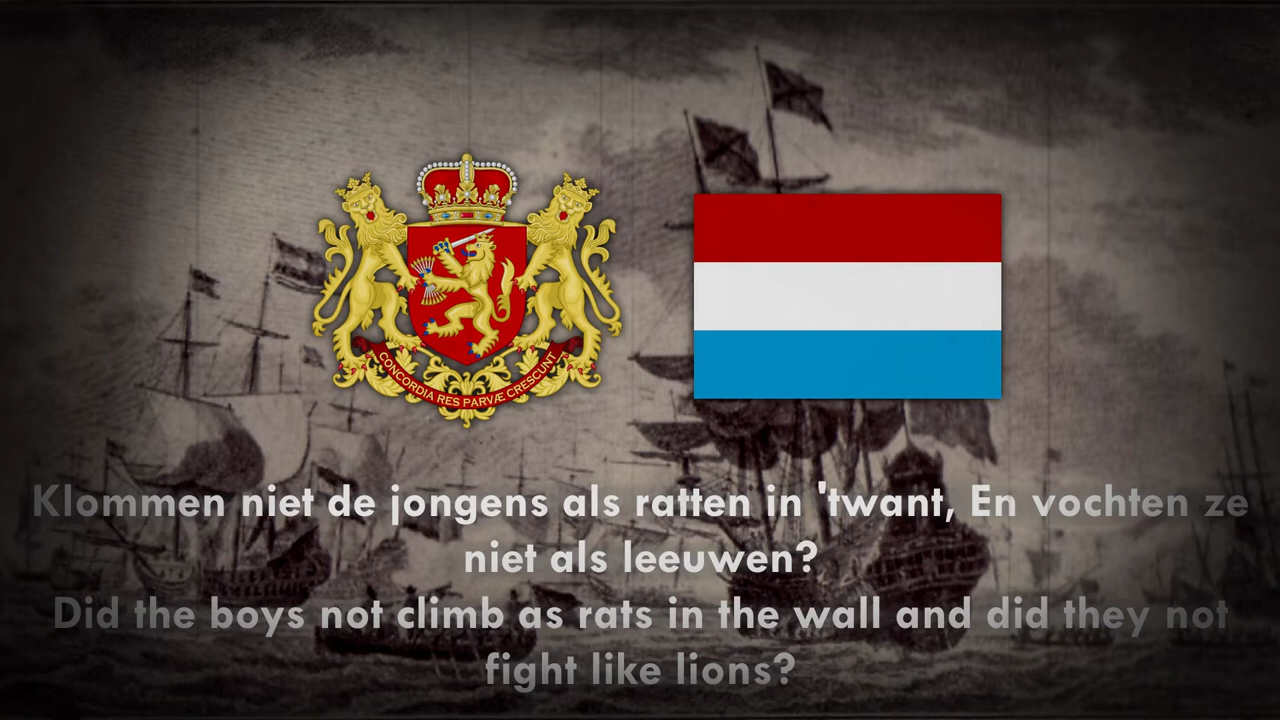 CONCORDIA RES PARVÆ CRESCUNT
Klommen niet de jongens als ratten in 'twant, En vochten ze
niet als leeuwen?
Did the boys not climb as rats in the wall and did they not
fight like lions?